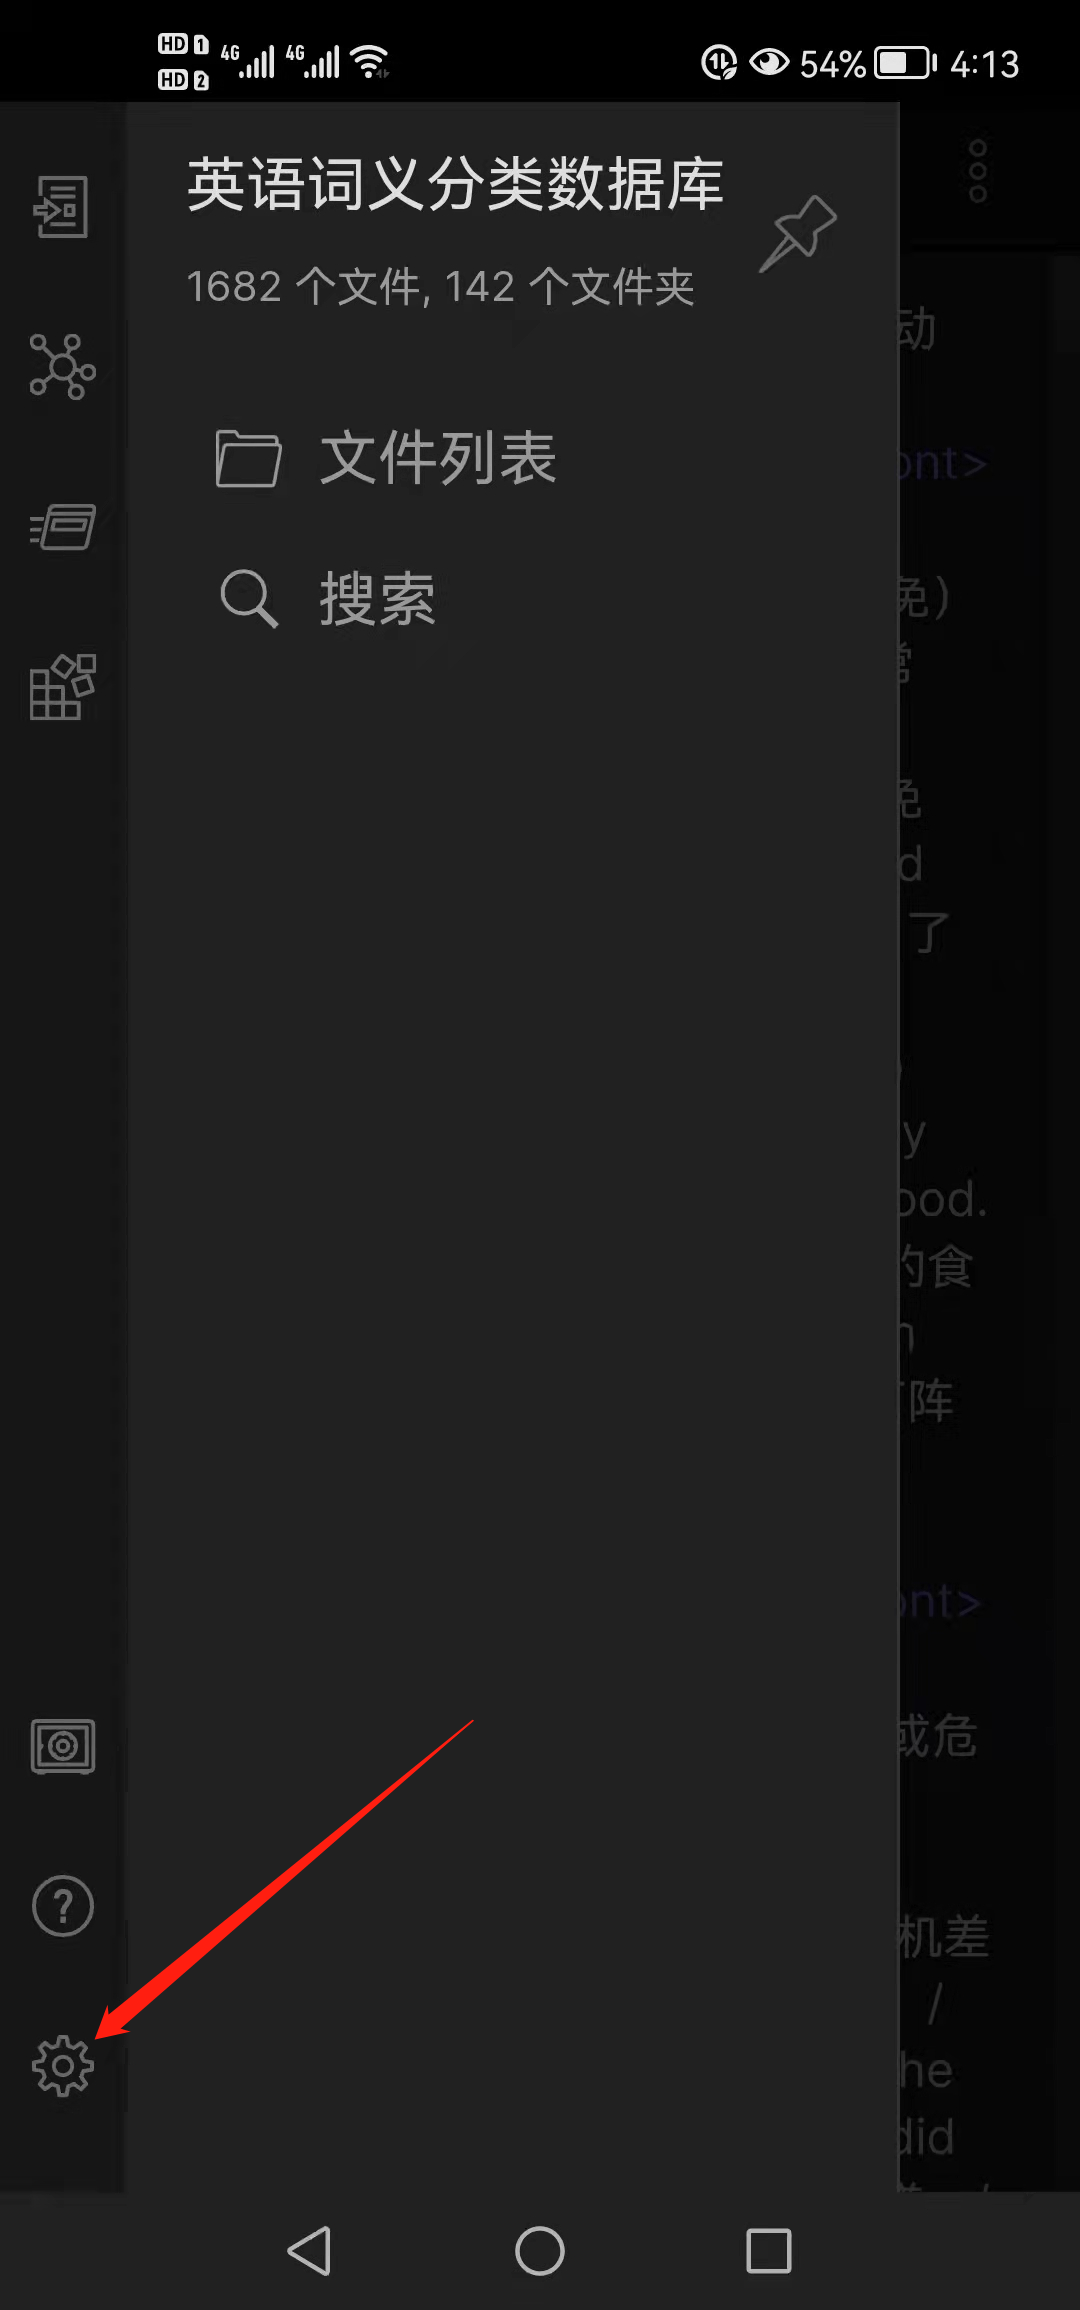 HD 1 4G 4G 54% 4:13
HD 2
英语词义分类数据库
1682 个文件, 142 个文件夹
动
文件列表
ont>
免）
搜索
常
免
d
了
y
ood.
的食
阵
ont>
或危
?
机差
/
he
did